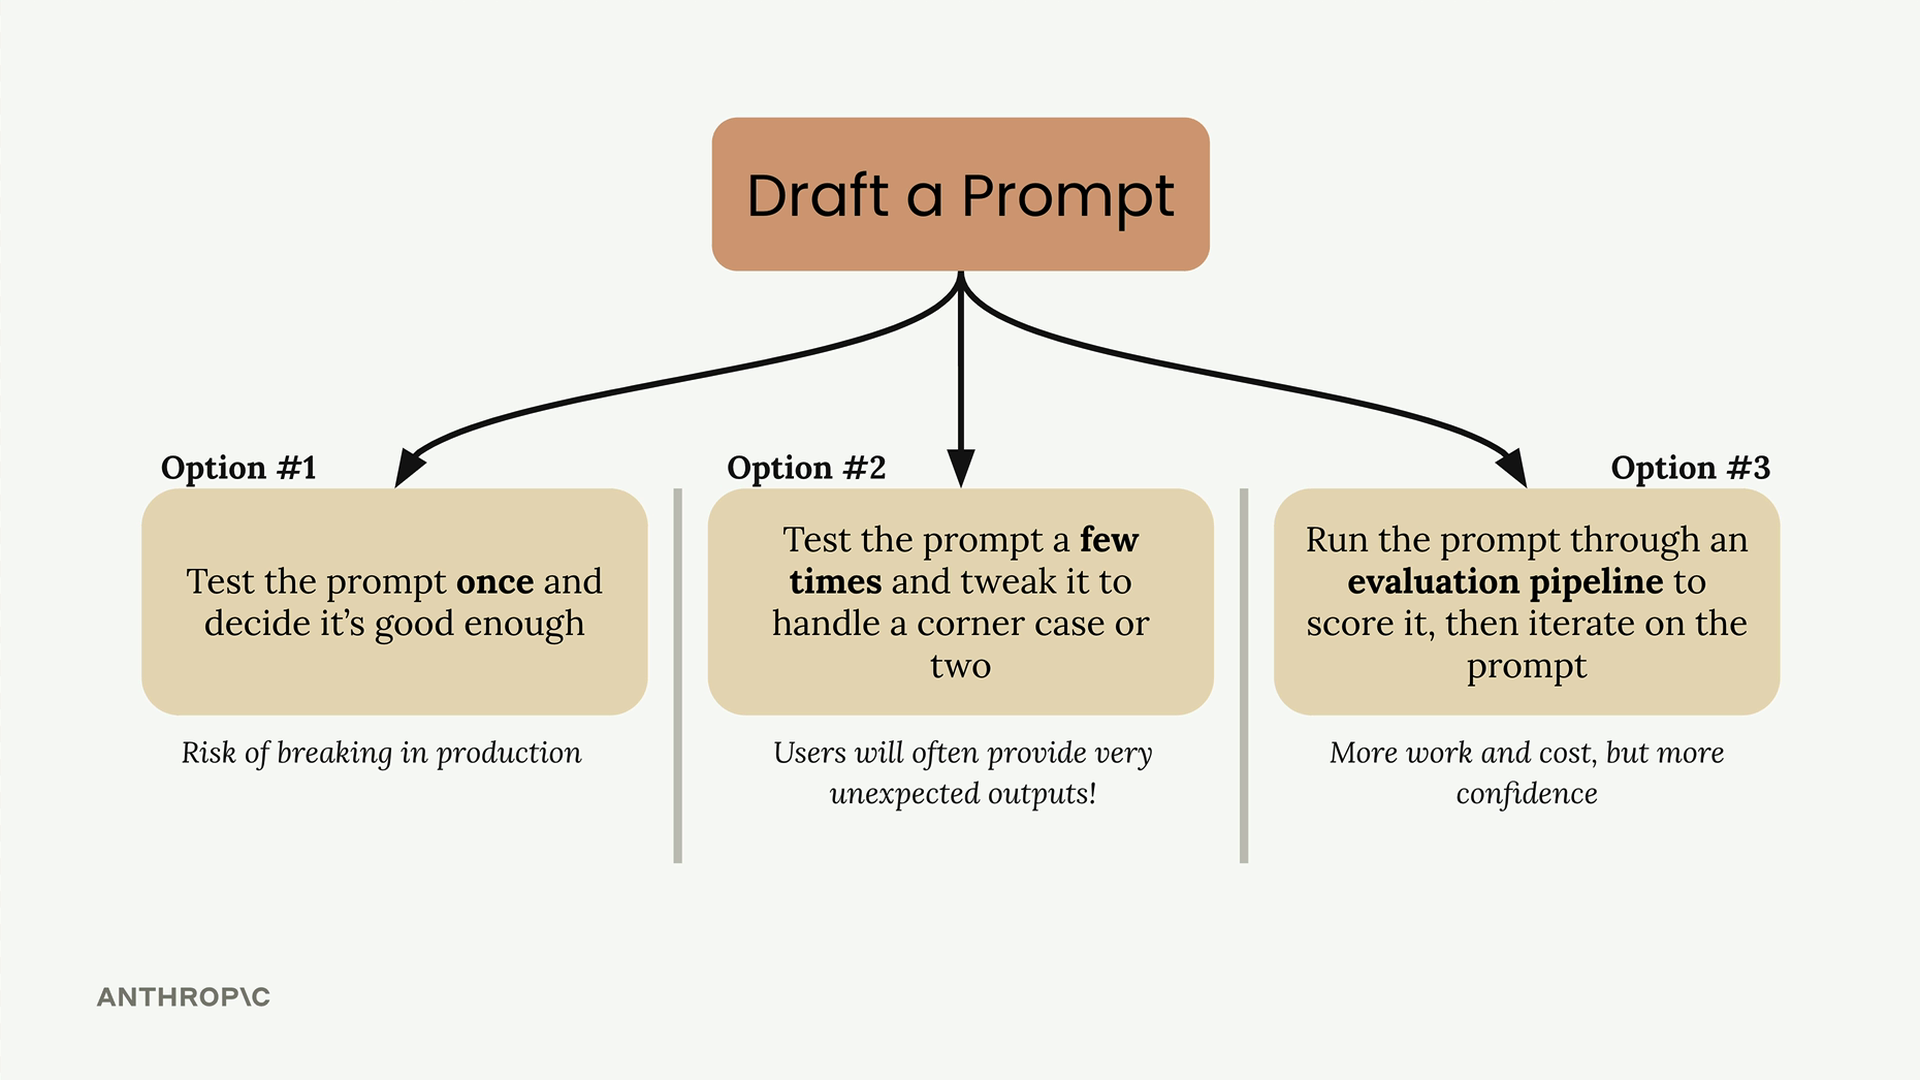 Draft a Prompt
Option #1
Test the prompt once and
decide it’s good enough
Risk of breaking in production
Option #2
Test the prompt a few
times and tweak it to
handle a corner case or
two
Users will often provide very
unexpected outputs!
Option #3
Run the prompt through an
evaluation pipeline to
score it, then iterate on the
prompt
More work and cost, but more
confidence
ANTHROP\C